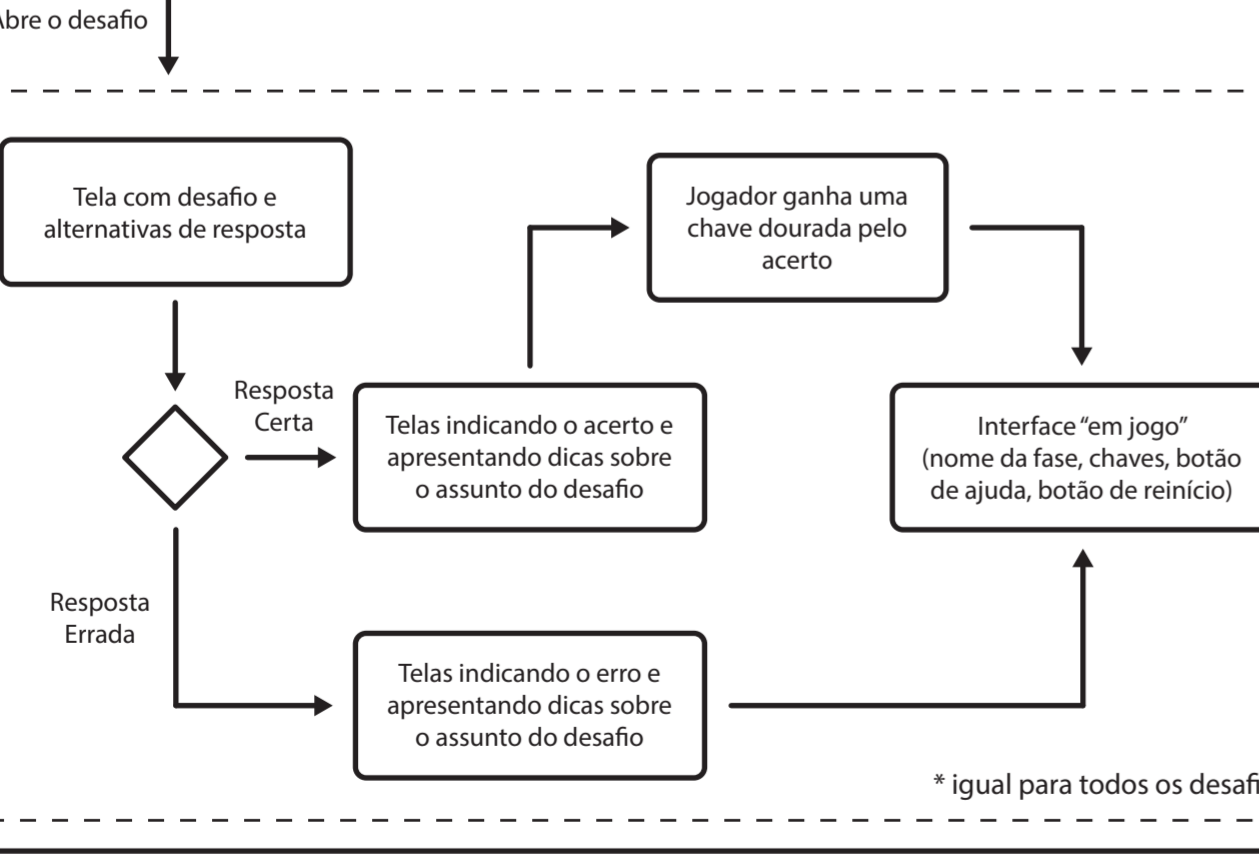 Abre o desafio
Tela com desafio e
alternativas de resposta
Jogador ganha uma
chave dourada pelo
acerto
Resposta
Certa
Telas indicando o acerto e
apresentando dicas sobre
o assunto do desafio
Interface “em jogo”
(nome da fase, chaves, botão
de ajuda, botão de reinício)
Resposta
Errada
Telas indicando o erro e
apresentando dicas sobre
o assunto do desafio
* igual para todos os desafi